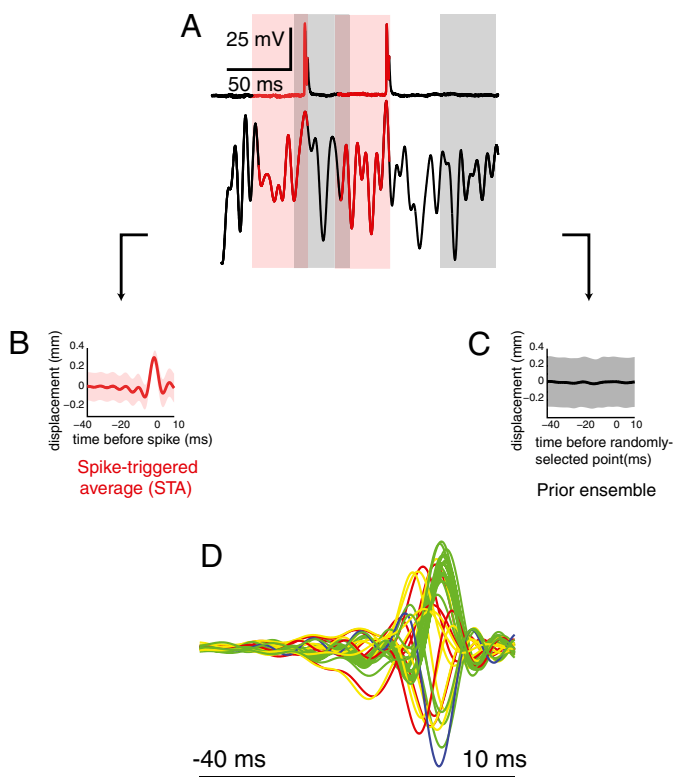 A
25 mV
50 ms
B
displacement (mm)
0.4
0.2
0
−0.2
−40
−20
0
10
time before spike (ms)
Spike-triggered
average (STA)
C
displacement (mm)
0.4
0.2
0
−0.2
−40
−20
0
10
time before randomly-
selected point(ms)
Prior ensemble
D
-40 ms
10 ms